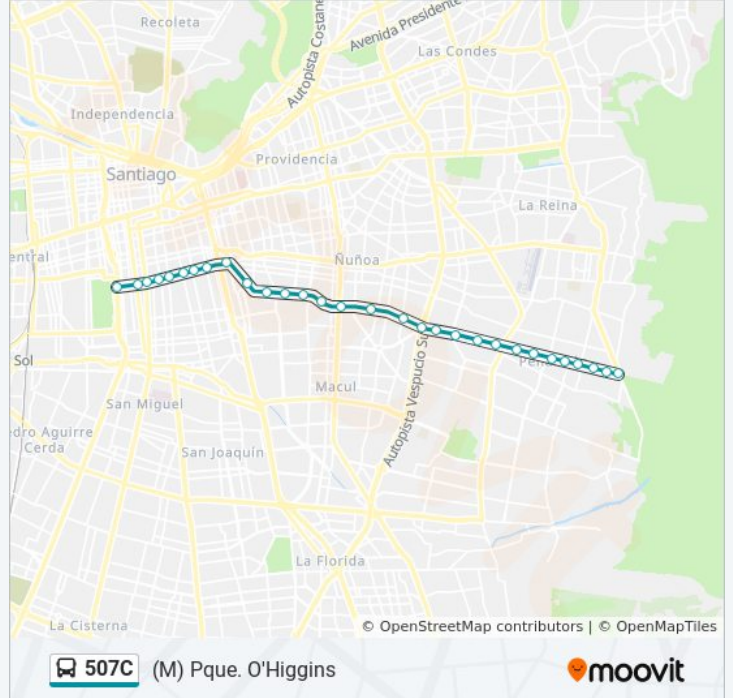 Recoleta
Autopista Costane
Avenida Presidente
Las Condes
Independencia
Providencia
Santiago
La Reina
entral
Ñuñoa
Sol
Macul
Autopista Vespucio Su
San Miguel
edro Aguirre
Cerda
San Joaquín
La Florida
La Cisterna
© OpenStreetMap contributors | © OpenMapTiles
507C (M) Pque. O'Higgins
moovit